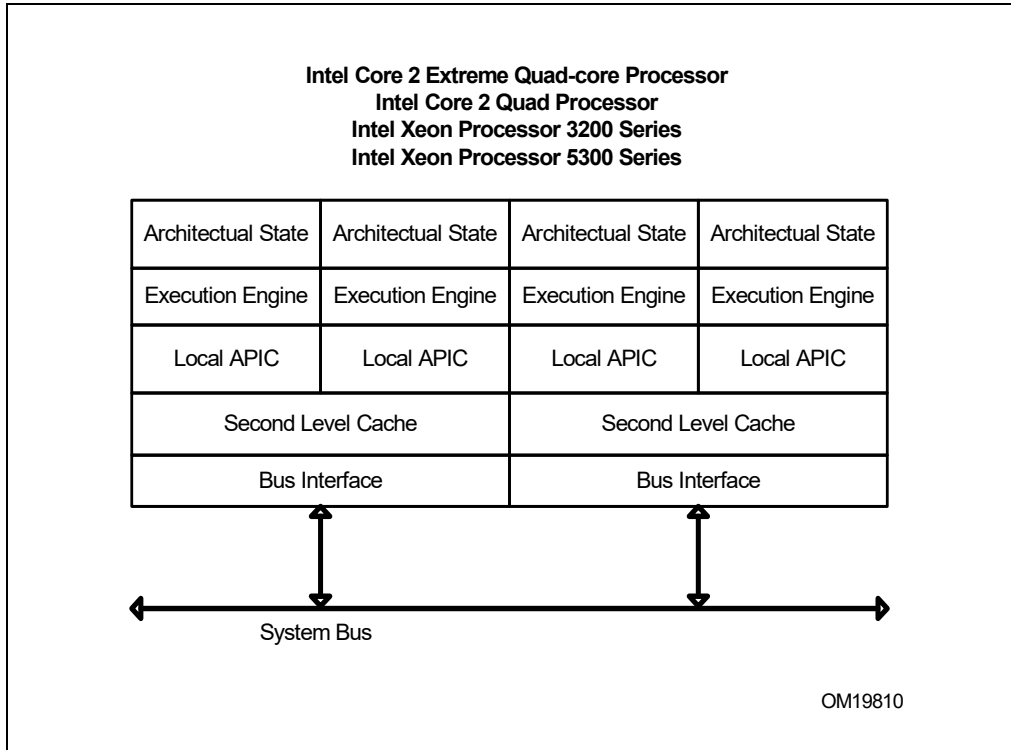 Intel Core 2 Extreme Quad-core Processor
Intel Core 2 Quad Processor
Intel Xeon Processor 3200 Series
Intel Xeon Processor 5300 Series
Architectual State Architectual State Architectual State Architectual State
Execution Engine Execution Engine Execution Engine Execution Engine
Local APIC Local APIC Local APIC Local APIC
Second Level Cache Second Level Cache
Bus Interface Bus Interface
System Bus
OM19810